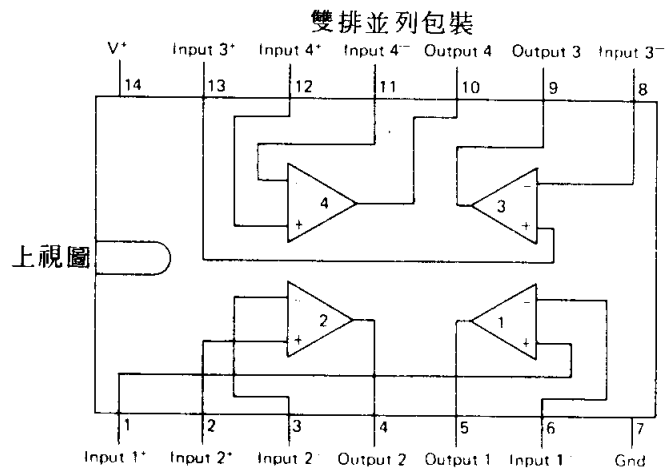 雙排並列包裝
V⁺ Input 3⁺ Input 4⁺ Input 4⁻ Output 4 Output 3 Input 3⁻
14 13 12 11 10 9 8
- -
4 3
+ +
上視圖
- -
2 1
+ +
1 2 3 4 5 6 7
Input 1⁺ Input 2⁺ Input 2 Output 2 Output 1 Input 1 Gnd